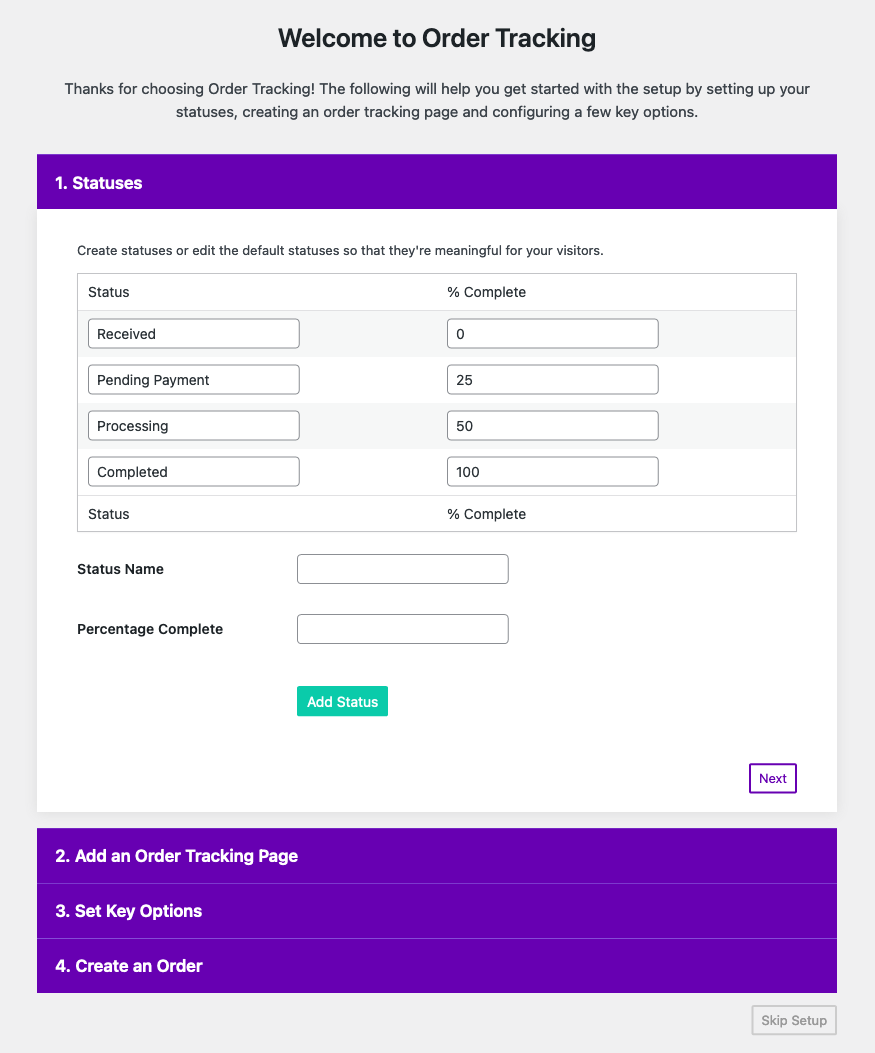 Welcome to Order Tracking
Thanks for choosing Order Tracking! The following will help you get started with the setup by setting up your
statuses, creating an order tracking page and configuring a few key options.
1. Statuses
Create statuses or edit the default statuses so that they're meaningful for your visitors.
Status % Complete
Received 0
Pending Payment 25
Processing 50
Completed 100
Status % Complete
Status Name
Percentage Complete
Add Status
Next
2. Add an Order Tracking Page
3. Set Key Options
4. Create an Order
Skip Setup